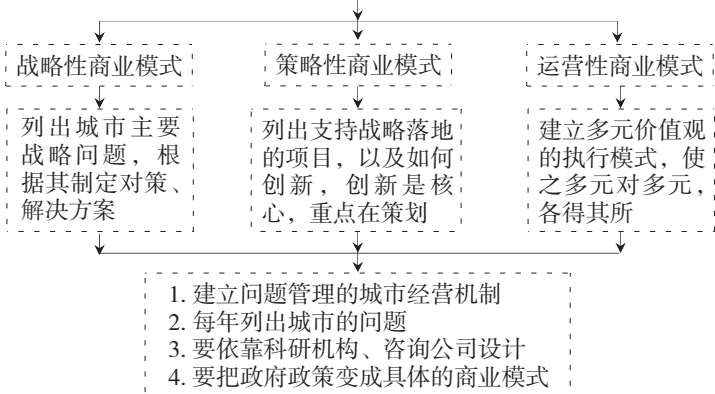 战略性商业模式
策略性商业模式
运营性商业模式
列出城市主要
战略问题，根
据其制定对策、
解决方案
列出支持战略落地
的项目，以及如何
创新，创新是核
心，重点在策划
建立多元价值观
的执行模式，使
之多元对多元，
各得其所
1. 建立问题管理的城市经营机制
2. 每年列出城市的问题
3. 要依靠科研机构、咨询公司设计
4. 要把政府政策变成具体的商业模式